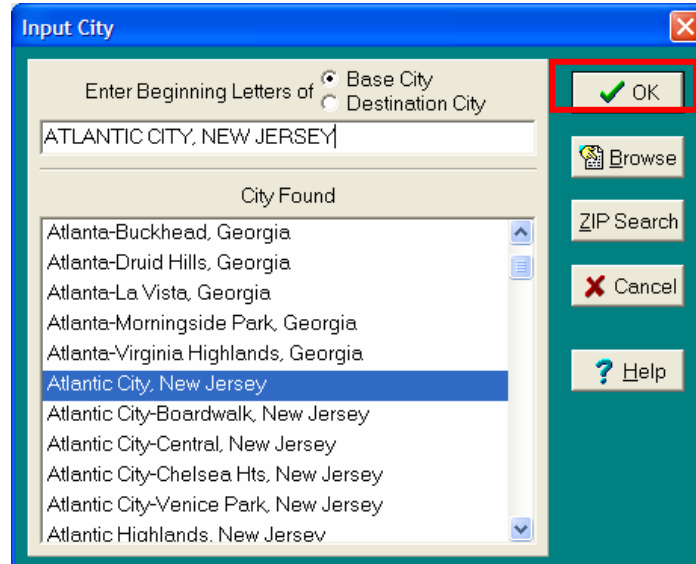 Input City
Enter Beginning Letters of
Base City
Destination City
ATLANTIC CITY, NEW JERSEY
City Found
Atlanta-Buckhead, Georgia
Atlanta-Druid Hills, Georgia
Atlanta-La Vista, Georgia
Atlanta-Morningside Park, Georgia
Atlanta-Virginia Highlands, Georgia
Atlantic City, New Jersey
Atlantic City-Boardwalk, New Jersey
Atlantic City-Central, New Jersey
Atlantic City-Chelsea Hts, New Jersey
Atlantic City-Venice Park, New Jersey
Atlantic Highlands, New Jersey
OK
Browse
ZIP Search
Cancel
Help